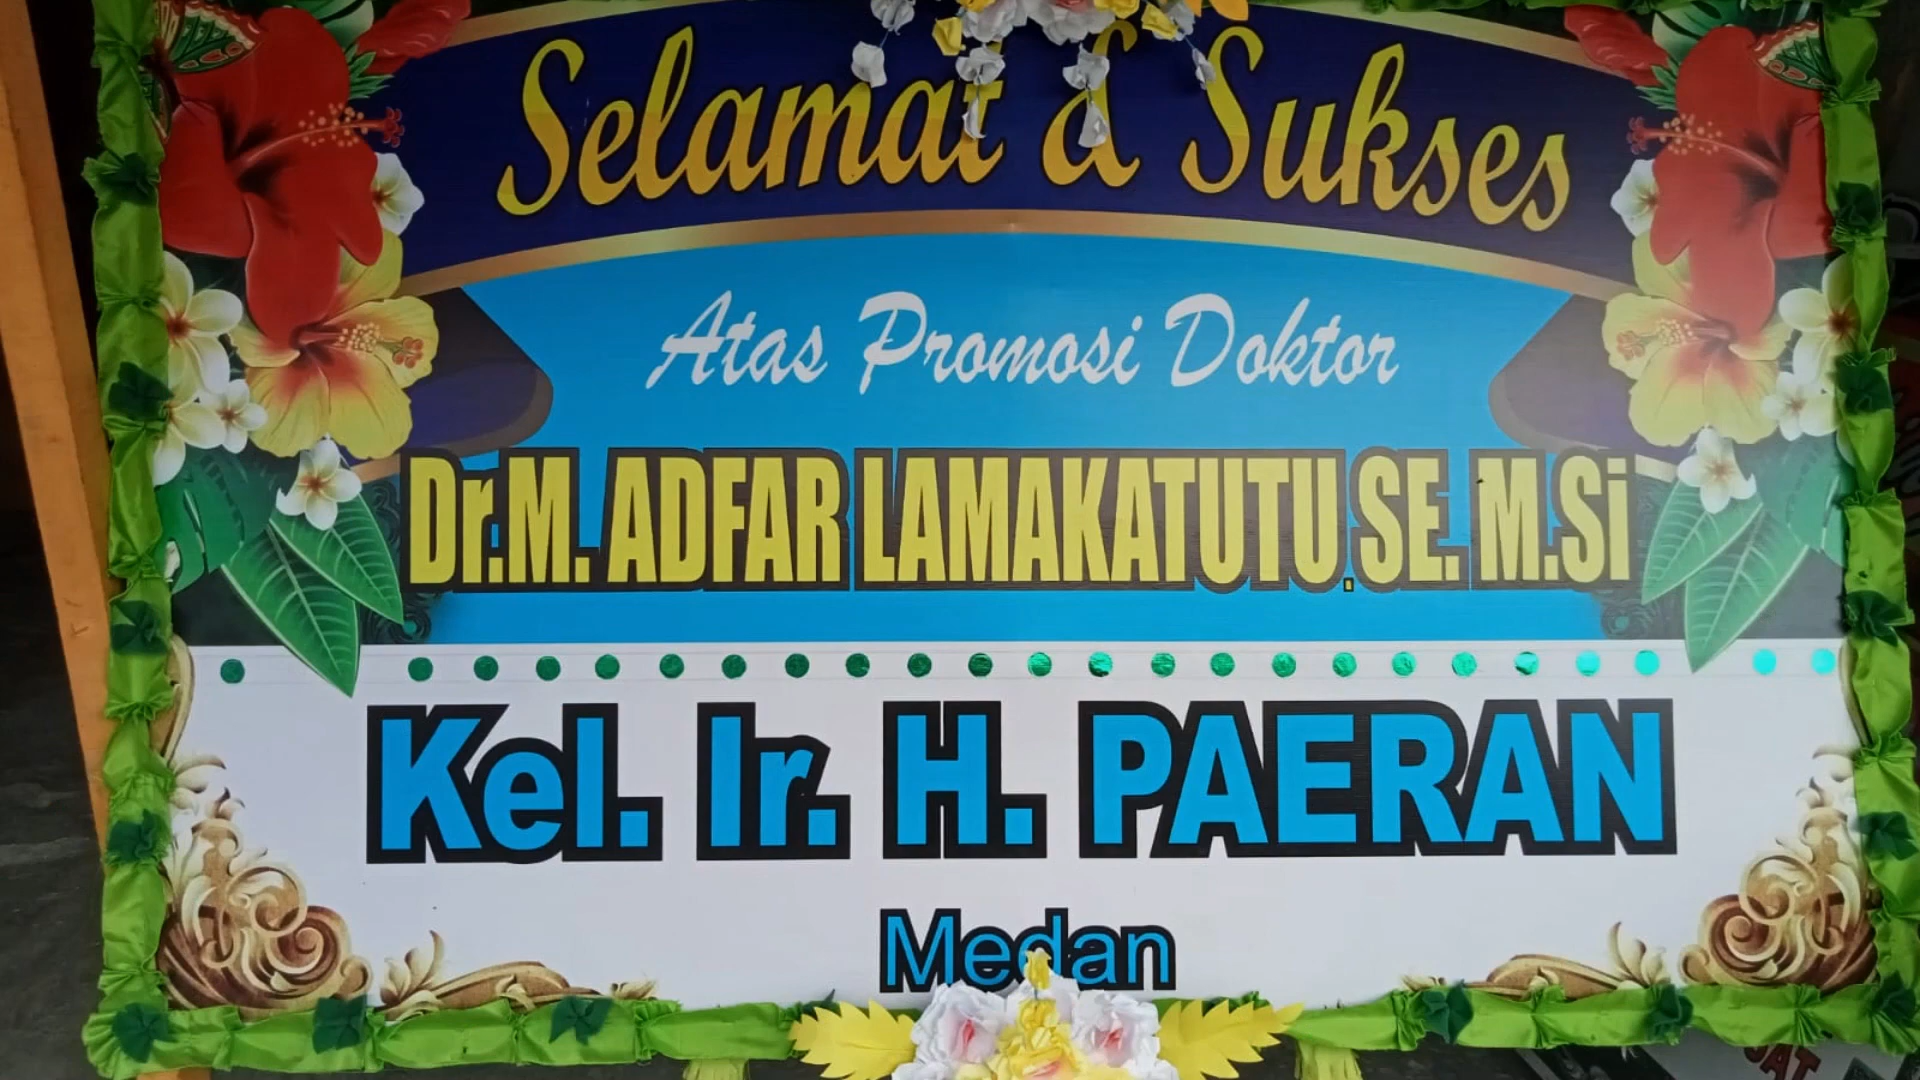 Selamat & Sukses
Atas Promosi Doktor
Dr.M. ADFAR LAMAKATUTU, SE. M.Si
Kel. Ir. H. PAERAN
Medan